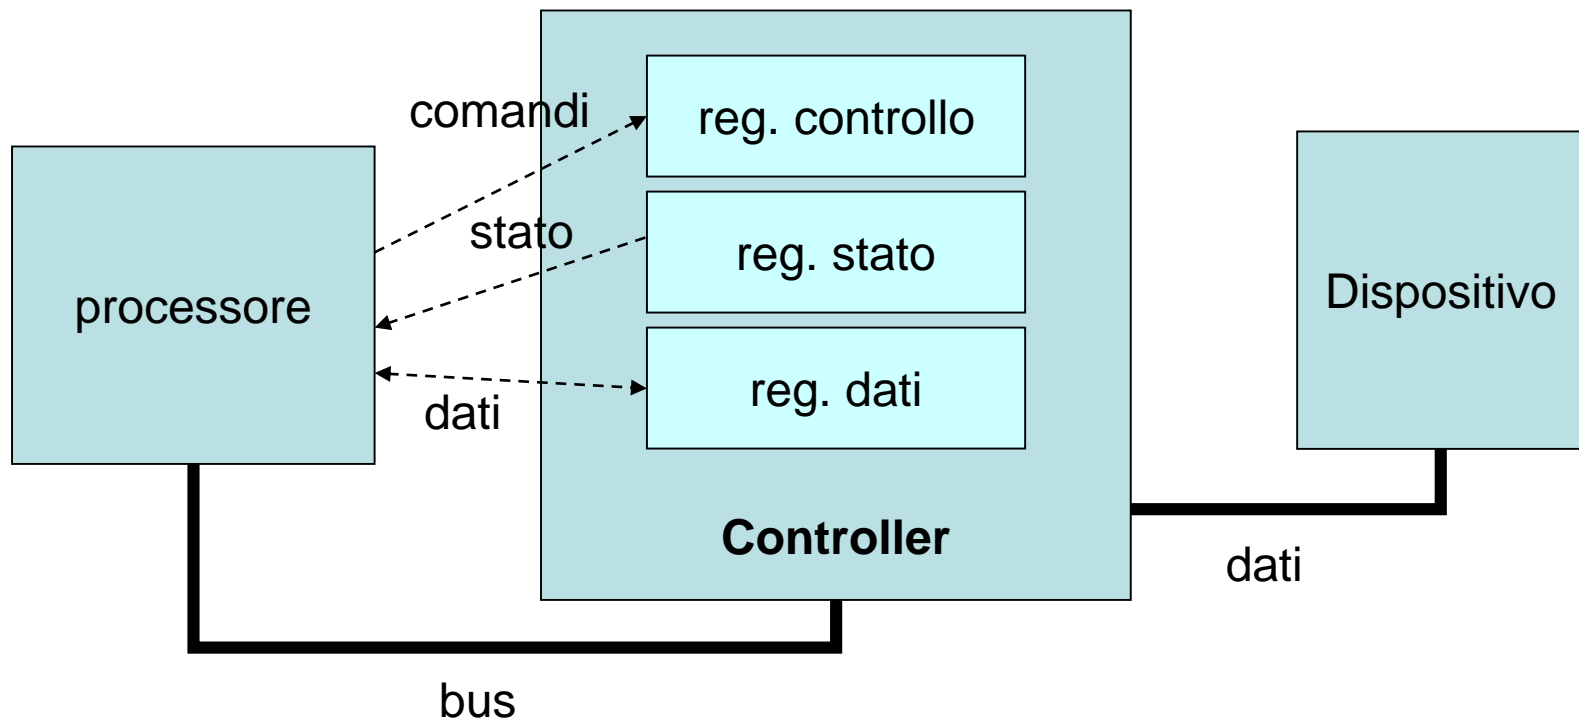 comandi
reg. controllo
stato
reg. stato
processore
Dispositivo
dati
reg. dati
Controller
dati
bus